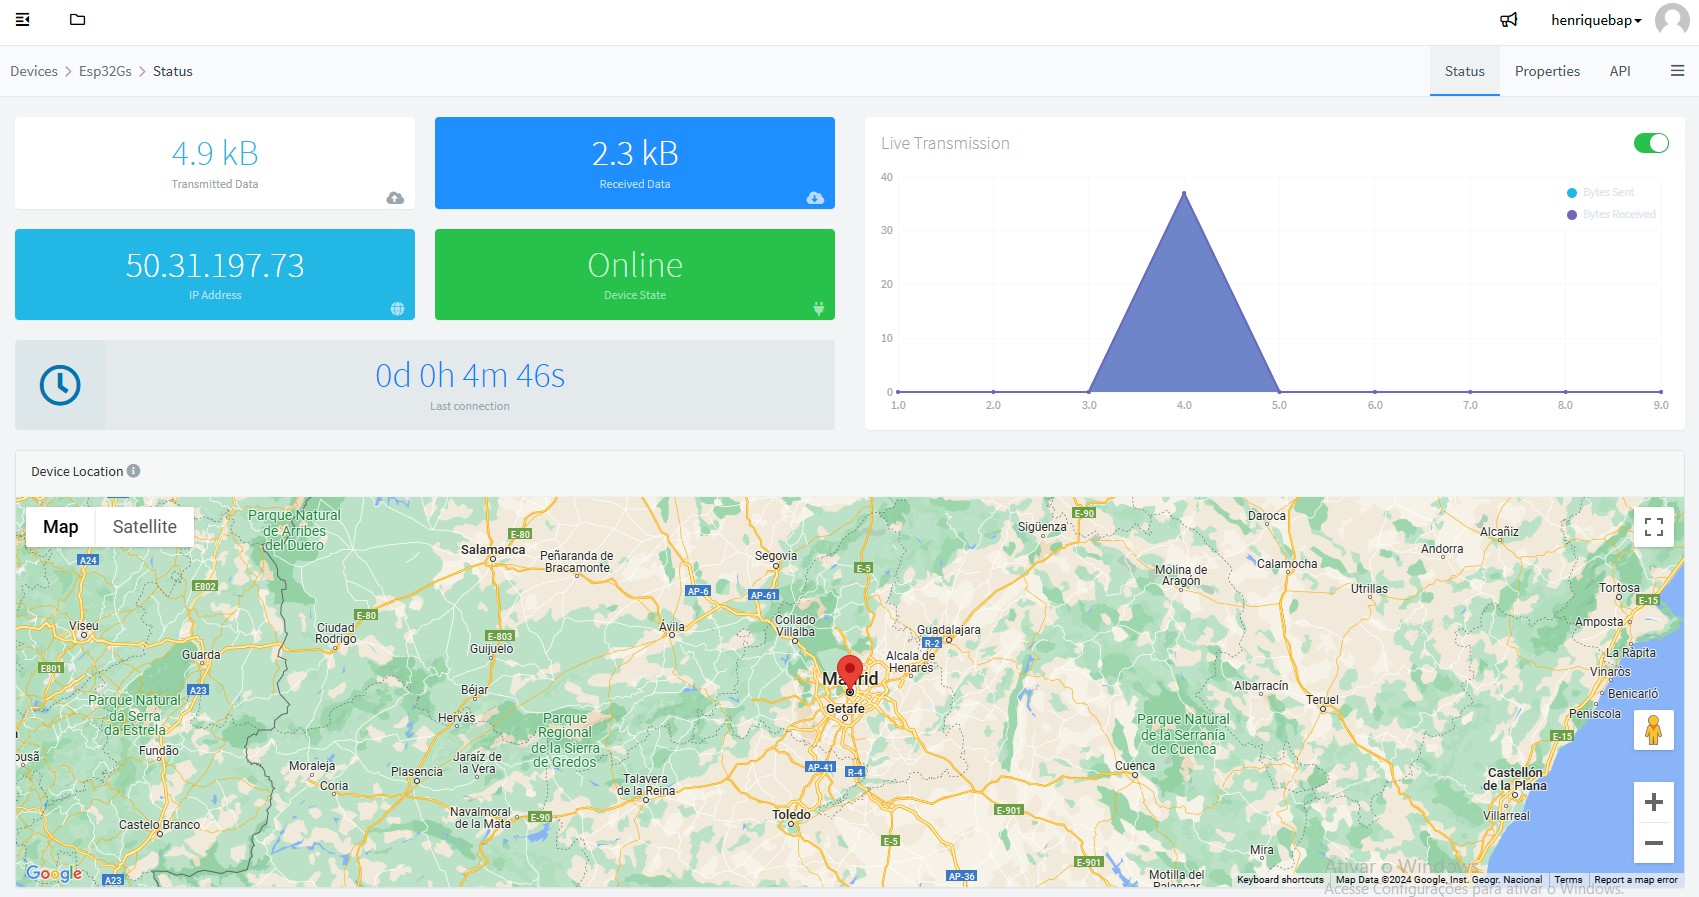 henriquebap
Devices > Esp32Gs > Status
Status
Properties
API
4.9 kB
Transmitted Data
2.3 kB
Received Data
50.31.197.73
IP Address
Online
Device State
0d 0h 4m 46s
Last connection
Live Transmission
Bytes Sent
Bytes Received
40
30
20
10
0
1.0 2.0 3.0 4.0 5.0 6.0 7.0 8.0 9.0
Device Location
Map Satellite
Parque Natural
de Arribes
del Duero
E-80
Salamanca
Peñaranda de
Bracamonte
Segovia
E-5
Sigüenza
E-90
Daroca
Alcañiz
Andorra
Calamocha
Molina de
Aragón
Utrillas
Tortosa
E-15
Amposta
A24
E802
AP-6
AP-61
E-80
Viseu
Ciudad
Rodrigo
E-803
Guijuelo
Ávila
Collado
Villalba
Guadalajara
R-2
Alcala de
Henares
La Ràpita
Vinaròs
Benicarló
Peniscola
Guarda
E801
A23
Parque Natural
da Serra
da Estrela
Béjar
Madrid
Getafe
Albarracín
Teruel
Hervás
Parque
Regional
de la Sierra
de Gredos
Parque Natural
de la Serranía
de Cuenca
E-15
Fundão
ousã
Moraleja
Coria
Plasencia
Jaraíz de
la Vera
Talavera
de la Reina
AP-41
R-4
Cuenca
Castellón
de la Plana
Villarreal
Navalmoral
de la Mata
E-90
Toledo
E-901
Castelo Branco
E-5
Mira
E-901
AP-36
Motilla del
Palancar
A23
Google
Ativar o Windows
Keyboard shortcuts
Map Data ©2024 Google, Inst. Geogr. Nacional
Terms
Report a map error
Acesse Configurações para ativar o Windows.